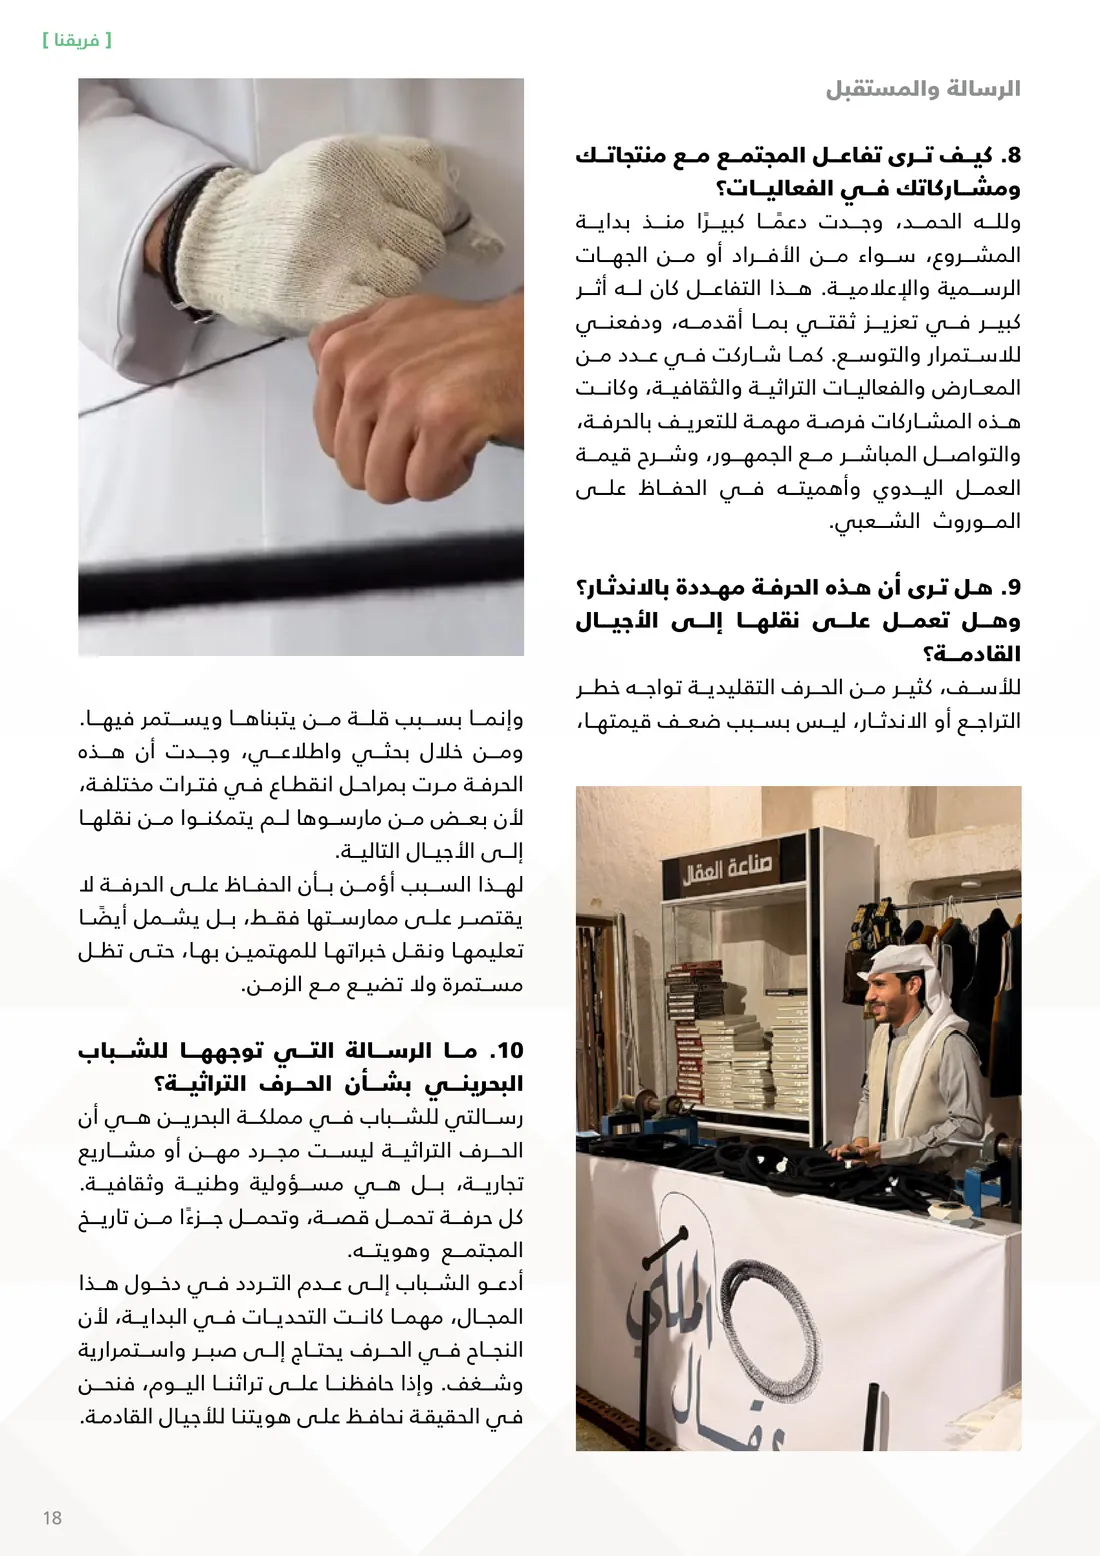 [ فريقنا ]
الرسالة والمستقبل
8. كيف ترى تفاعل المجتمع مع منتجاتك
ومشاركاتك في الفعاليات؟
ولله الحمد، وجدت دعمًا كبيرًا منذ بداية
المشروع، سواء من الأفراد أو من الجهات
الرسمية والإعلامية. هذا التفاعل كان له أثر
كبير في تعزيز ثقتي بما أقدمه، ودفعني
للاستمرار والتوسع. كما شاركت في عدد من
المعارض والفعاليات التراثية والثقافية، وكانت
هذه المشاركات فرصة مهمة للتعريف بالحرفة،
والتواصل المباشر مع الجمهور، وشرح قيمة
العمل اليدوي وأهميته في الحفاظ على
الموروث الشعبي.
9. هل ترى أن هذه الحرفة مهددة بالاندثار؟
وهل تعمل على نقلها إلى الأجيال
القادمة؟
للأسف، كثير من الحرف التقليدية تواجه خطر
التراجع أو الاندثار، ليس بسبب ضعف قيمتها،
صناعة العقال
الملكي
عقال
وإنما بسبب قلة من يتبناها ويستمر فيها.
ومن خلال بحثي واطلاعي، وجدت أن هذه
الحرفة مرت بمراحل انقطاع في فترات مختلفة،
لأن بعض من مارسوها لم يتمكنوا من نقلها
إلى الأجيال التالية.
لهذا السبب أؤمن بأن الحفاظ على الحرفة لا
يقتصر على ممارستها فقط، بل يشمل أيضًا
تعليمها ونقل خبراتها للمهتمين بها، حتى تظل
مستمرة ولا تضيع مع الزمن.
10. ما الرسالة التي توجهها للشباب
البحريني بشأن الحرف التراثية؟
رسالتي للشباب في مملكة البحرين هي أن
الحرف التراثية ليست مجرد مهن أو مشاريع
تجارية، بل هي مسؤولية وطنية وثقافية.
كل حرفة تحمل قصة، وتحمل جزءًا من تاريخ
المجتمع وهويته.
أدعو الشباب إلى عدم التردد في دخول هذا
المجال، مهما كانت التحديات في البداية، لأن
النجاح في الحرف يحتاج إلى صبر واستمرارية
وشغف. وإذا حافظنا على تراثنا اليوم، فنحن
في الحقيقة نحافظ على هويتنا للأجيال القادمة.
18